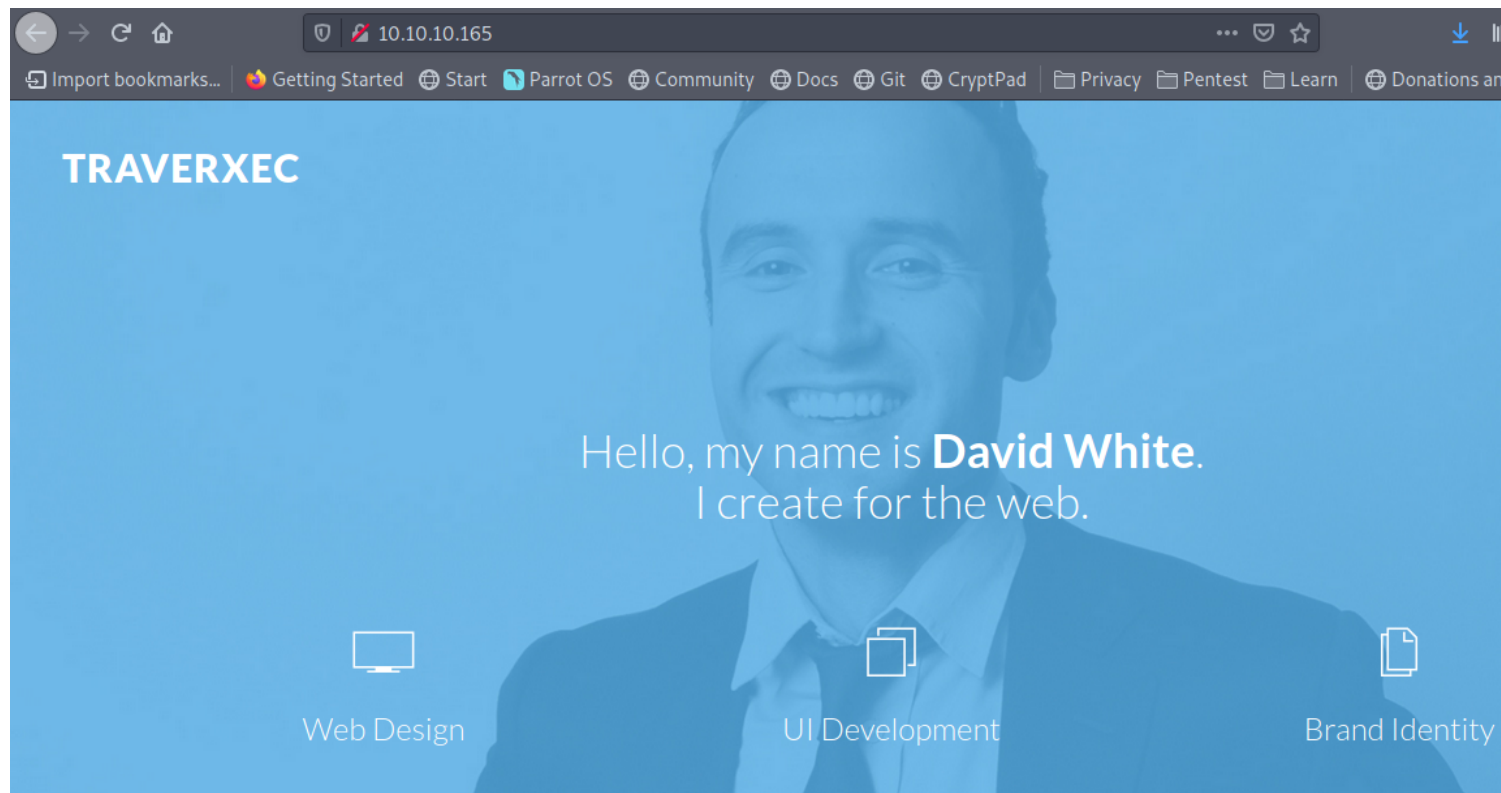 10.10.10.165
Import bookmarks... Getting Started Start Parrot OS Community Docs Git CryptPad Privacy Pentest Learn Donations
TRAVERXEC
Hello, my name is David White.
I create for the web.
Web Design UI Development Brand Identity